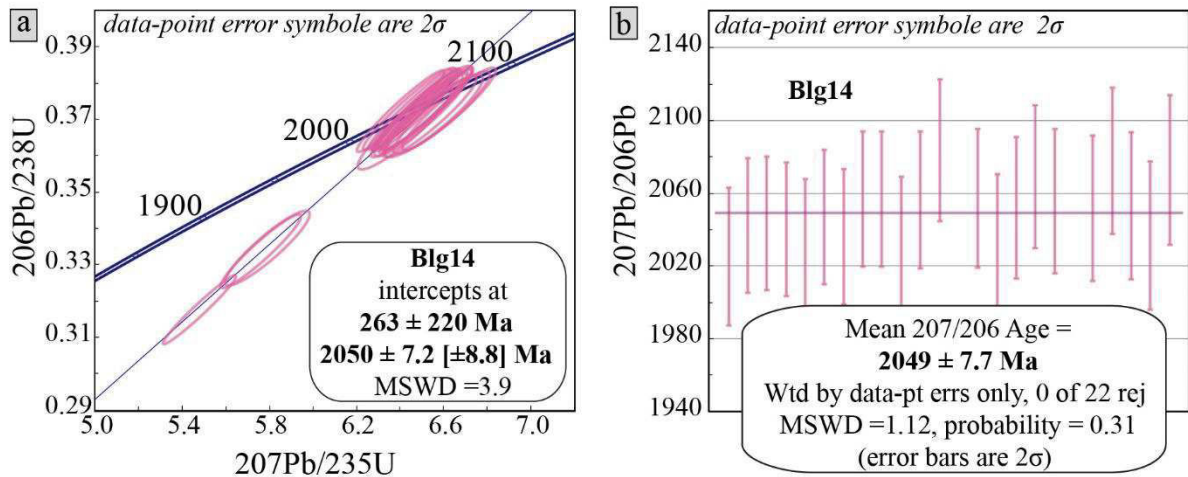 a
data-point error symbole are 2σ
0.39
0.37
0.35
0.33
0.31
0.29
206Pb/238U
1900
2000
2100
Blg14
intercepts at
263 ± 220 Ma
2050 ± 7.2 [±8.8] Ma
MSWD =3.9
5.0 5.4 5.8 6.2 6.6 7.0
207Pb/235U
b
data-point error symbole are 2σ
2140
2100
2060
2020
1980
1940
207Pb/206Pb
Blg14
Mean 207/206 Age =
2049 ± 7.7 Ma
Wtd by data-pt errs only, 0 of 22 rej
MSWD =1.12, probability = 0.31
(error bars are 2σ)